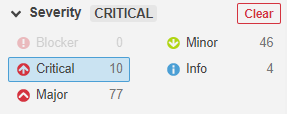 Severity CRITICAL Clear
Blocker 0 Minor 46
Critical 10 Info 4
Major 77